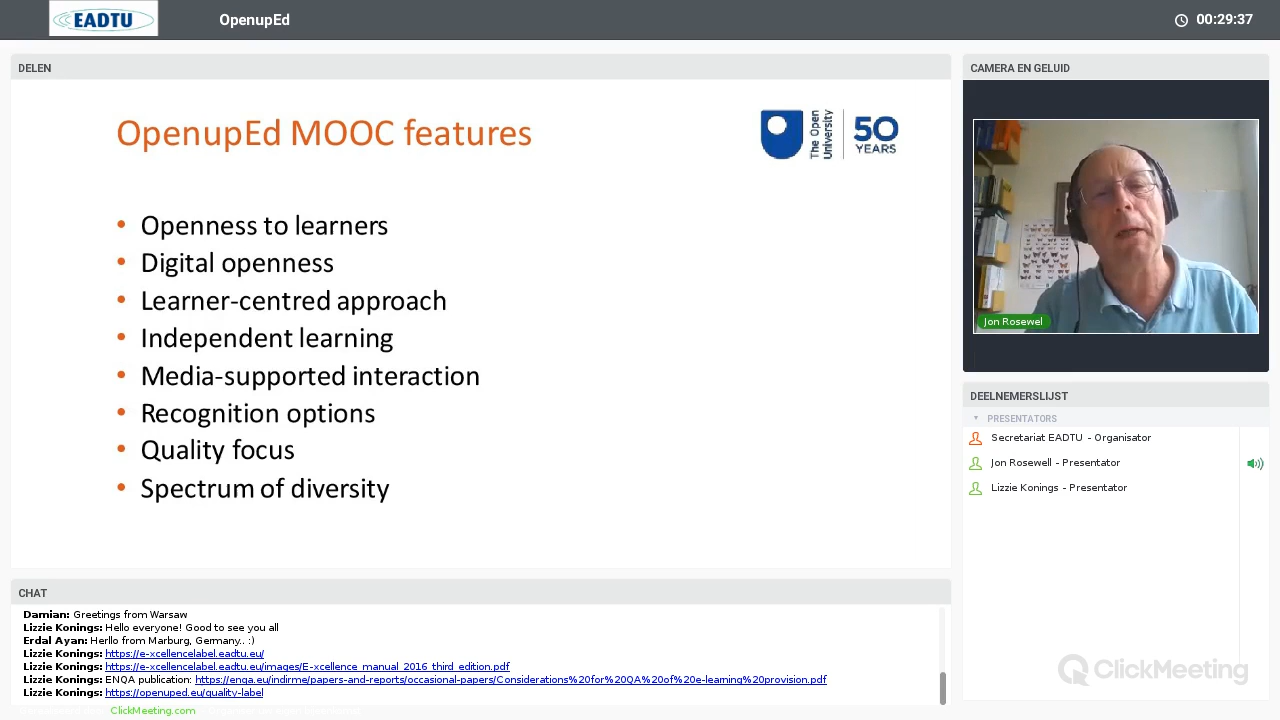 EADTU
OpenupEd
00:29:37
DELEN
OpenupEd MOOC features
The Open
University
50
YEARS
• Openness to learners
• Digital openness
• Learner-centred approach
• Independent learning
• Media-supported interaction
• Recognition options
• Quality focus
• Spectrum of diversity
CHAT
Damian: Greetings from Warsaw
Lizzie Konings: Hello everyone! Good to see you all
Erdal Ayan: Herllo from Marburg, Germany.. :)
Lizzie Konings: https://e-xcellencelabel.eadtu.eu/
Lizzie Konings: https://e-xcellencelabel.eadtu.eu/images/E-xcellence_manual_2016_third_edition.pdf
Lizzie Konings: ENQA publication: https://enqa.eu/indirme/papers-and-reports/occasional-papers/Considerations%20for%20QA%20of%20e-learning%20provision.pdf
Lizzie Konings: https://openuped.eu/quality-label
ClickMeeting.com
CAMERA EN GELUID
Jon Rosewel
DEELNEMERSLIJST
PRESENTATORS
Secretariat EADTU - Organisator
Jon Rosewell - Presentator
Lizzie Konings - Presentator
ClickMeeting